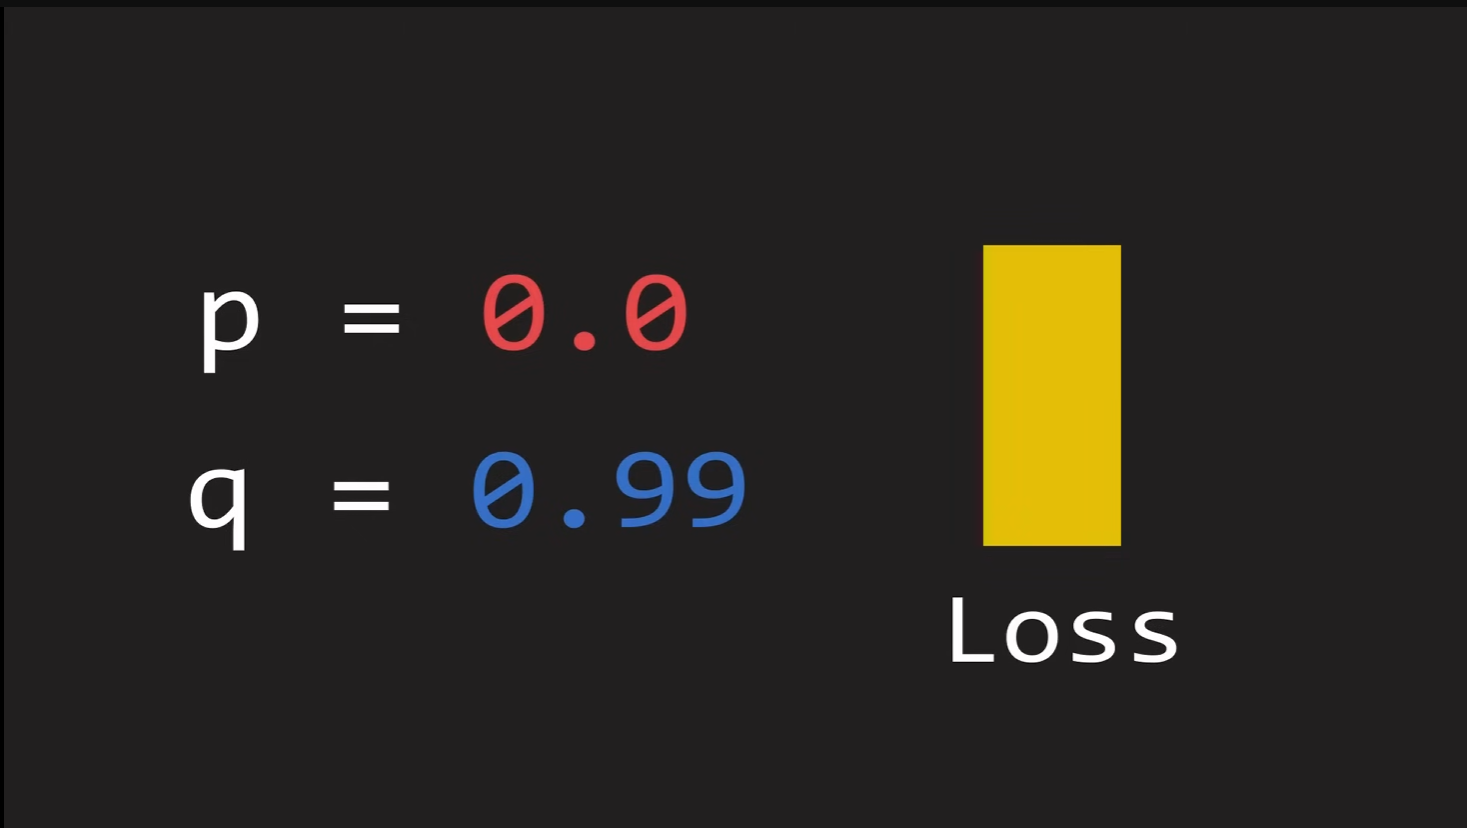 p = 0.0
q = 0.99
Loss